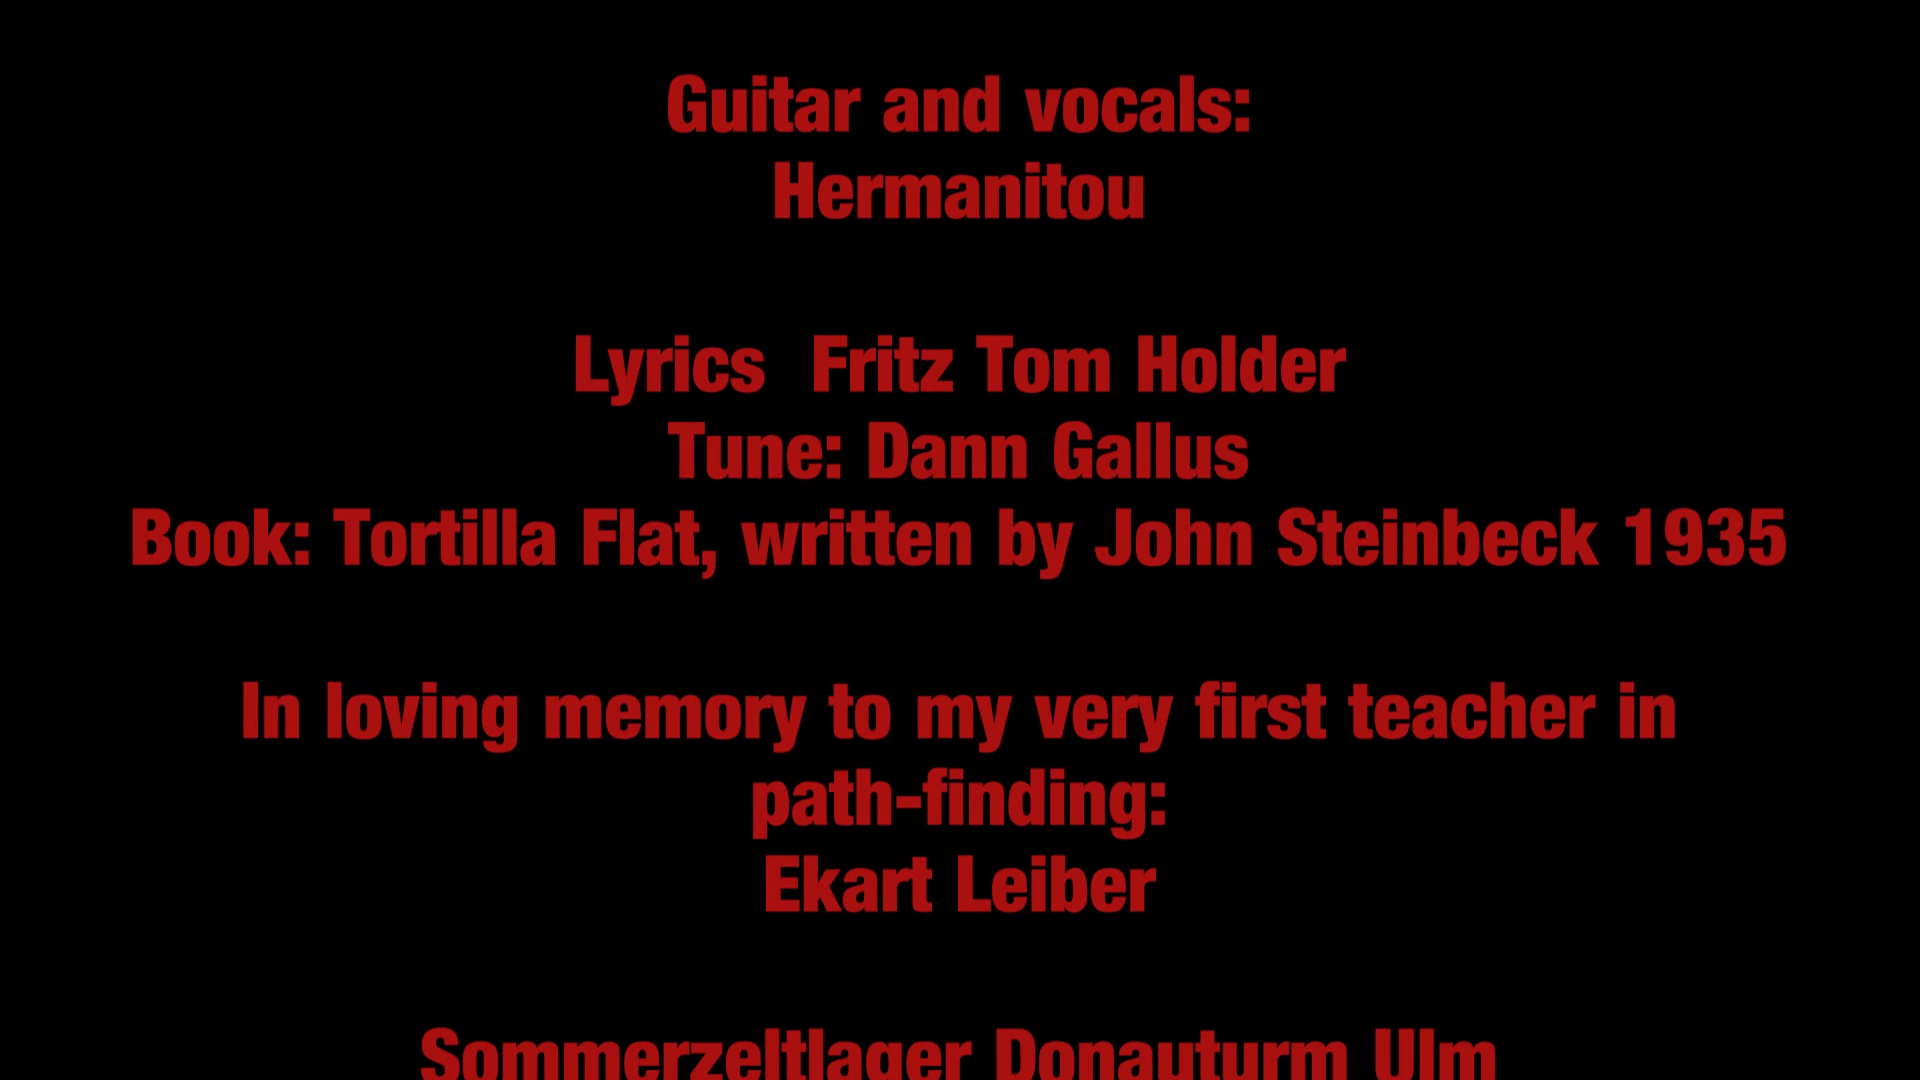 Guitar and vocals:
Hermanitou
Lyrics  Fritz Tom Holder
Tune: Dann Gallus
Book: Tortilla Flat, written by John Steinbeck 1935
In loving memory to my very first teacher in
path-finding:
Ekart Leiber
Sommerzeltlager Donauturm Ulm